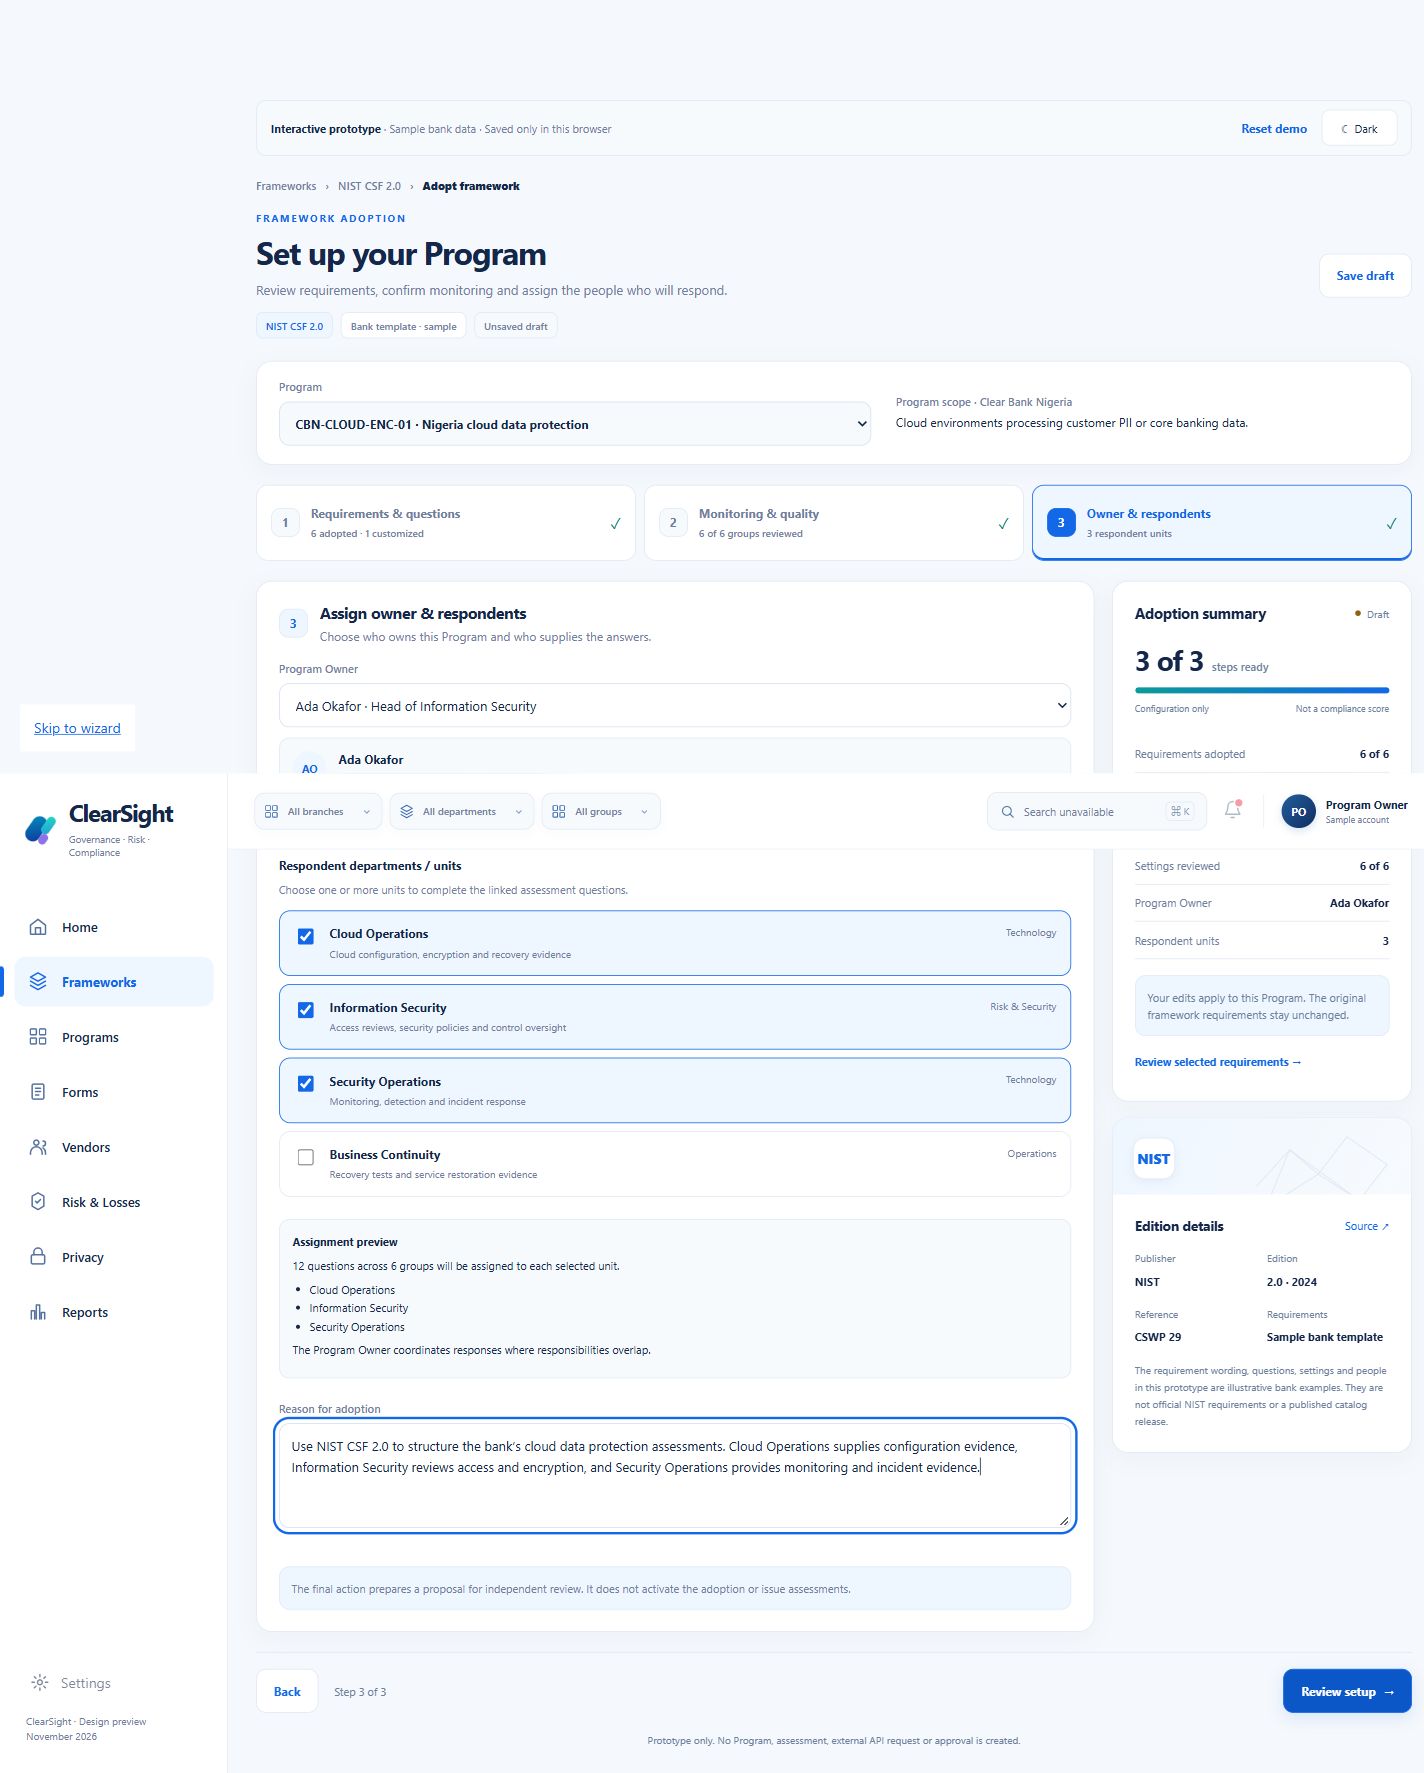 Interactive prototype · Sample bank data · Saved only in this browser
Reset demo
☾ Dark
Frameworks › NIST CSF 2.0 › Adopt framework
FRAMEWORK ADOPTION
Set up your Program
Review requirements, confirm monitoring and assign the people who will respond.
Save draft
NIST CSF 2.0
Bank template · sample
Unsaved draft
Program
CBN-CLOUD-ENC-01 · Nigeria cloud data protection
Program scope · Clear Bank Nigeria
Cloud environments processing customer PII or core banking data.
1
Requirements & questions
6 adopted · 1 customized
✓
2
Monitoring & quality
6 of 6 groups reviewed
✓
3
Owner & respondents
3 respondent units
✓
3
Assign owner & respondents
Choose who owns this Program and who supplies the answers.
Program Owner
Ada Okafor · Head of Information Security
AO
Ada Okafor
Adoption summary
Draft
3 of 3 steps ready
Configuration only
Not a compliance score
Requirements adopted
6 of 6
Skip to wizard
ClearSight
Governance · Risk ·
Compliance
All branches
All departments
All groups
Search unavailable
⌘ K
PO
Program Owner
Sample account
Home
Frameworks
Programs
Forms
Vendors
Risk & Losses
Privacy
Reports
Settings
ClearSight · Design preview
November 2026
Respondent departments / units
Choose one or more units to complete the linked assessment questions.
Cloud Operations
Technology
Cloud configuration, encryption and recovery evidence
Information Security
Risk & Security
Access reviews, security policies and control oversight
Security Operations
Technology
Monitoring, detection and incident response
Business Continuity
Operations
Recovery tests and service restoration evidence
Assignment preview
12 questions across 6 groups will be assigned to each selected unit.
• Cloud Operations
• Information Security
• Security Operations
The Program Owner coordinates responses where responsibilities overlap.
Reason for adoption
Use NIST CSF 2.0 to structure the bank's cloud data protection assessments. Cloud Operations supplies configuration evidence,
Information Security reviews access and encryption, and Security Operations provides monitoring and incident evidence.
The final action prepares a proposal for independent review. It does not activate the adoption or issue assessments.
Settings reviewed
6 of 6
Program Owner
Ada Okafor
Respondent units
3
Your edits apply to this Program. The original
framework requirements stay unchanged.
Review selected requirements →
NIST
Edition details
Source ↗
Publisher
Edition
NIST
2.0 · 2024
Reference
Requirements
CSWP 29
Sample bank template
The requirement wording, questions, settings and people
in this prototype are illustrative bank examples. They are
not official NIST requirements or a published catalog
release.
Back
Step 3 of 3
Review setup →
Prototype only. No Program, assessment, external API request or approval is created.